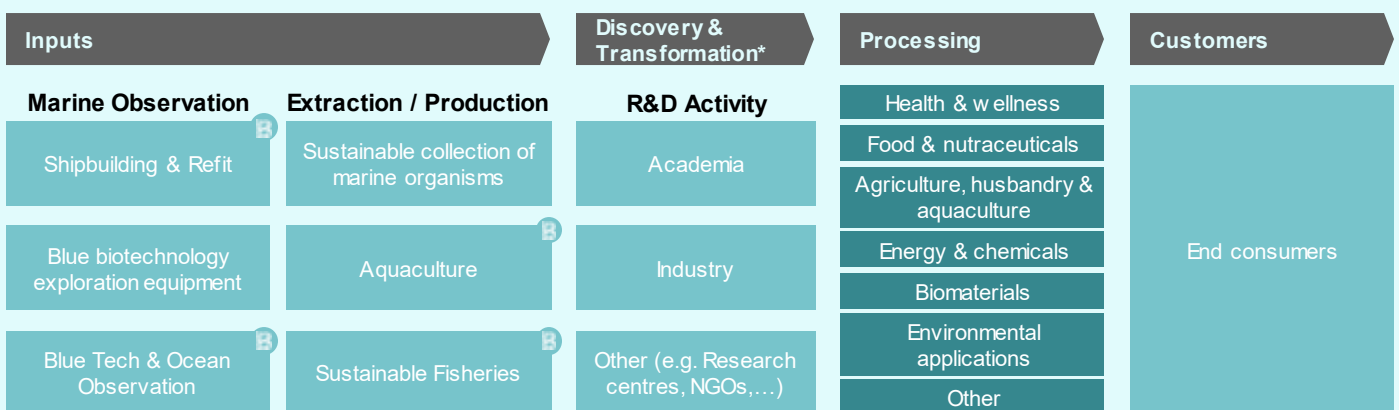 Inputs
Discovery &
Transformation*
Processing
Customers
Marine Observation
Extraction / Production
R&D Activity
Shipbuilding & Refit
B
Blue biotechnology
exploration equipment
Blue Tech & Ocean
Observation
B
Sustainable collection of
marine organisms
Aquaculture
B
Sustainable Fisheries
B
Academia
Industry
Other (e.g. Research
centres, NGOs,…)
Health & wellness
Food & nutraceuticals
Agriculture, husbandry &
aquaculture
Energy & chemicals
Biomaterials
Environmental
applications
Other
End consumers